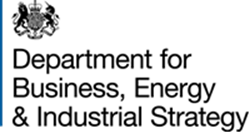 Department for
Business, Energy
& Industrial Strategy